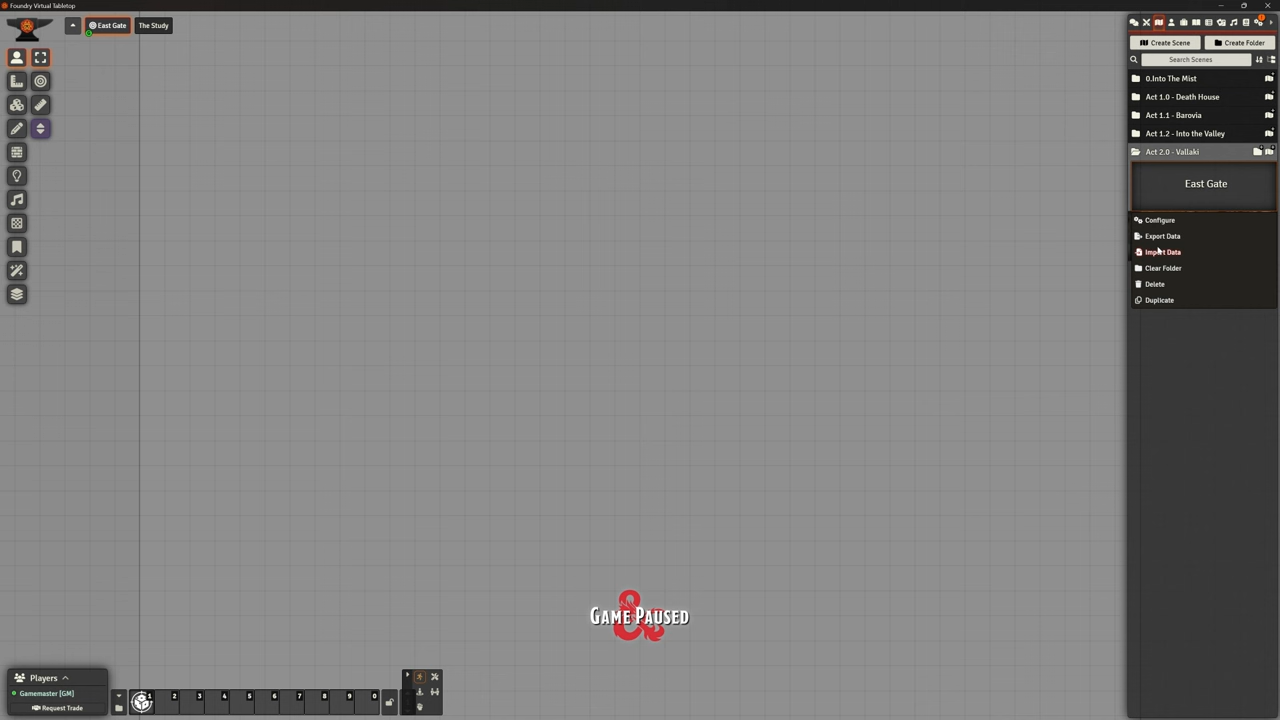 Foundry Virtual Tabletop
East Gate
The Study
G
Create Scene
Create Folder
Search Scenes
0.Into The Mist
Act 1.0 - Death House
Act 1.1 - Barovia
Act 1.2 - Into the Valley
Act 2.0 - Vallaki
East Gate
Configure
Export Data
Import Data
Clear Folder
Delete
Duplicate
Game Paused
Players
Gamemaster [GM]
Request Trade
1 2 3 4 5 6 7 8 9 0